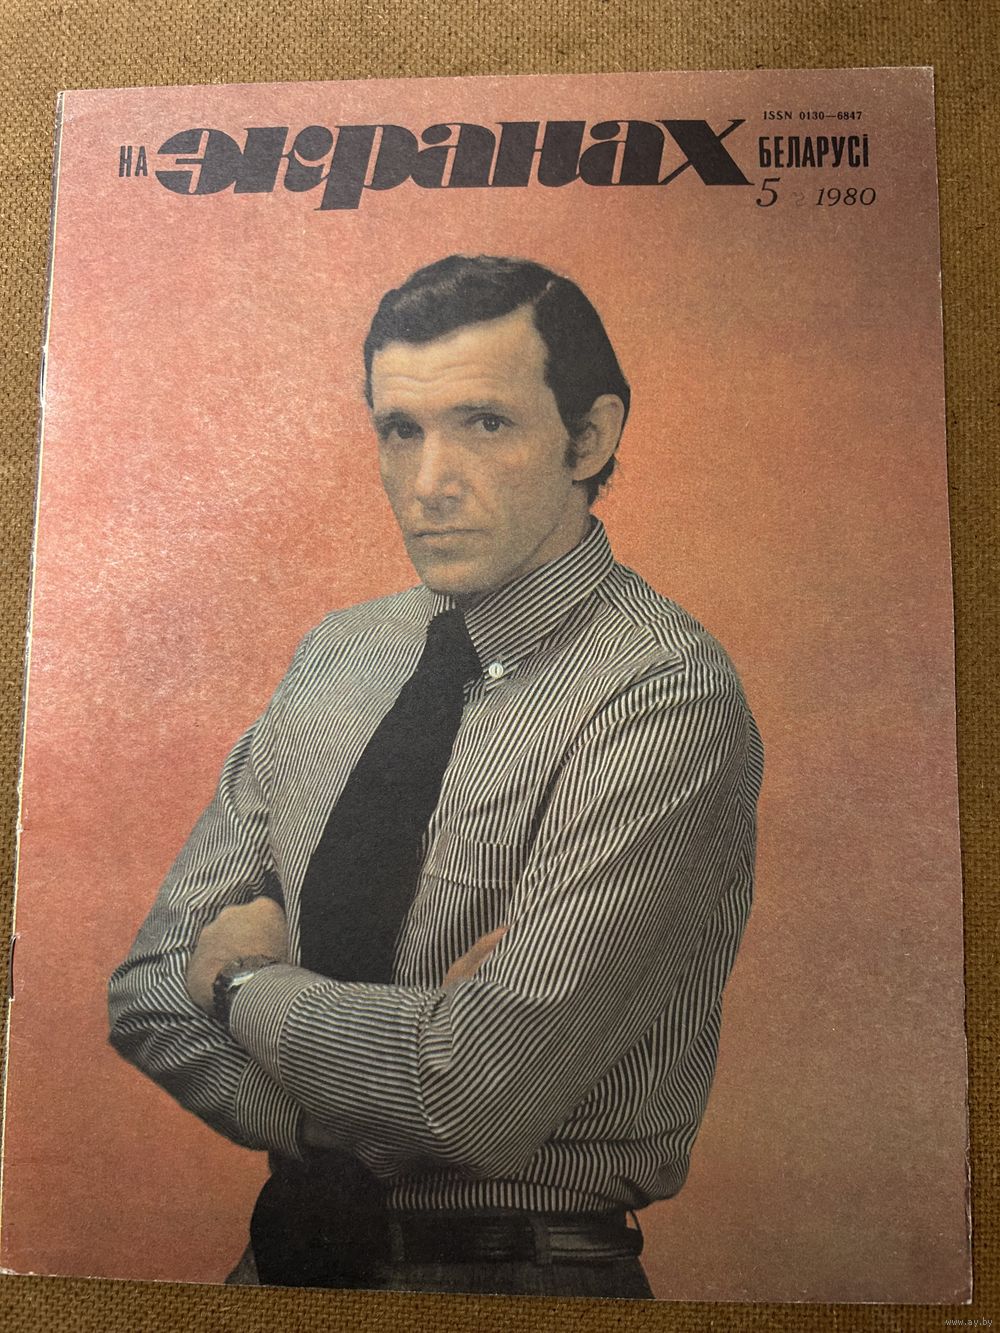 ISSN 0130—6847
НА ЭКРАНАХ БЕЛАРУСІ
5 1980
www.ay.by